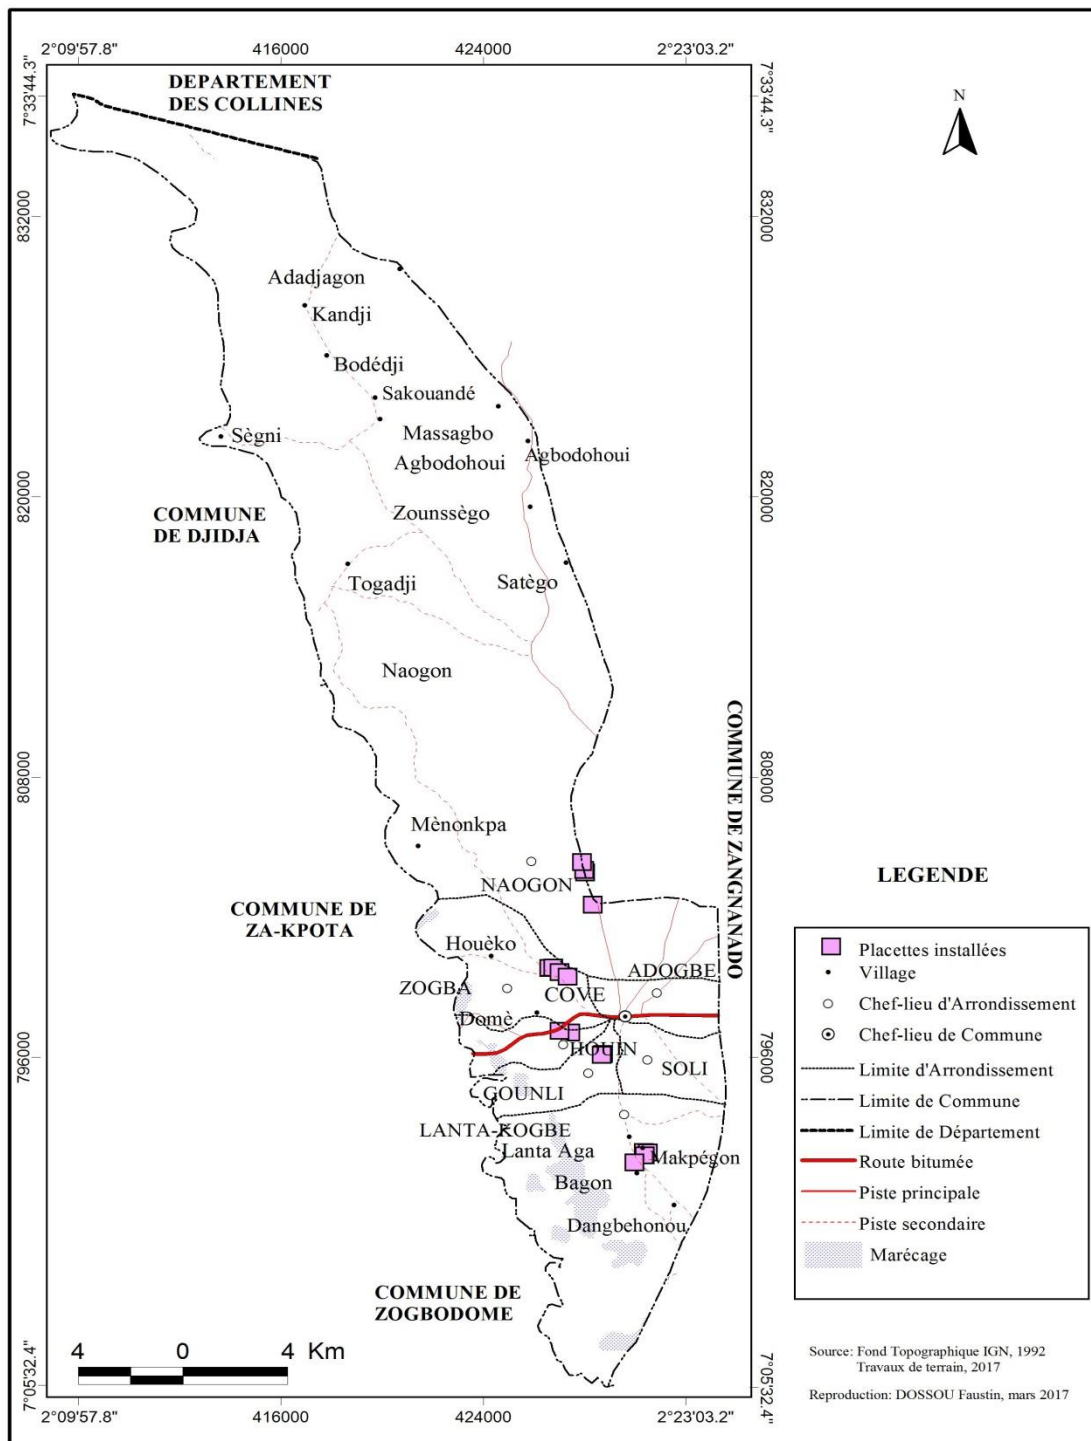 2°09'57.8" 416000 424000 2°23'03.2"
7°33'44.3"
7°33'44.3"
DEPARTEMENT
DES COLLINES
N
832000
832000
Adadjagon
Kandji
Bodédji
Sakouandé
Massagbo
Sègni
Agbodohoui
Agbodohoui
820000
820000
COMMUNE
DE DJIDJA
Zounssègo
Togadji
Satègo
Naogon
COMMUNE DE ZANGNANADO
808000
808000
Mènonkpa
NAOGON
COMMUNE DE
ZA-KPOTA
Houèko
ADOGBE
ZOGBA
COVE
Domè
HOUIN
796000
796000
SOLI
GOUNLI
LANTA-KOGBE
Lanta Aga
Makpégon
Bagon
Dangbehonou
COMMUNE DE
ZOGBODOME
4 0 4 Km
7°05'32.4"
7°05'32.4"
2°09'57.8" 416000 424000 2°23'03.2"
LEGENDE
Placettes installées
Village
Chef-lieu d'Arrondissement
Chef-lieu de Commune
Limite d'Arrondissement
Limite de Commune
Limite de Département
Route bitumée
Piste principale
Piste secondaire
Marécage
Source: Fond Topographique IGN, 1992
Travaux de terrain, 2017
Reproduction: DOSSOU Faustin, mars 2017